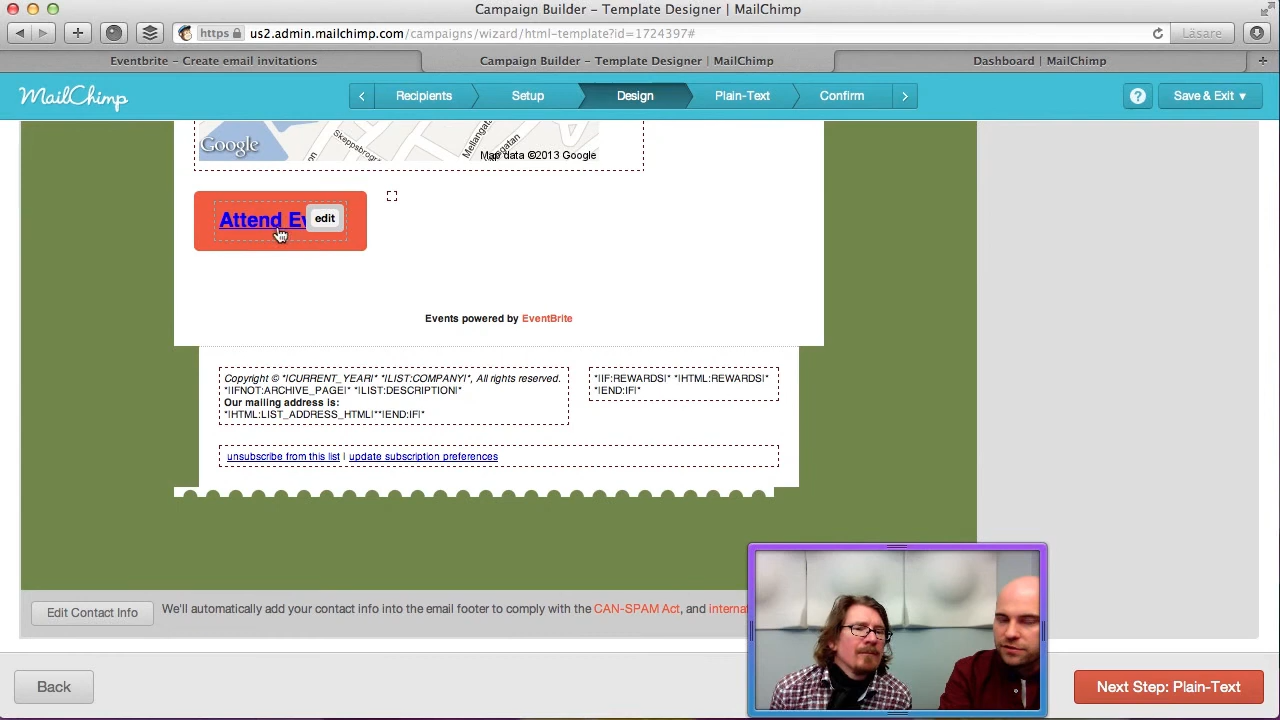 Campaign Builder – Template Designer | MailChimp
https us2.admin.mailchimp.com/campaigns/wizard/html-template?id=1724397#
Läsare
Eventbrite – Create email invitations
Campaign Builder – Template Designer | MailChimp
Dashboard | MailChimp
MailChimp
Recipients
Setup
Design
Plain-Text
Confirm
?
Save & Exit
Google
Skeppsbrogr
Mellangat
gatan
Map data ©2013 Google
Attend Ev
edit
Events powered by EventBrite
Copyright © *|CURRENT_YEAR|* *|LIST:COMPANY|*, All rights reserved.
*|IFNOT:ARCHIVE_PAGE|* *|LIST:DESCRIPTION|*
Our mailing address is:
*|HTML:LIST_ADDRESS_HTML|**|END:IF|*
*|IF:REWARDS|* *|HTML:REWARDS|*
*|END:IF|*
unsubscribe from this list | update subscription preferences
Edit Contact Info
We'll automatically add your contact info into the email footer to comply with the CAN-SPAM Act, and interna
Back
Next Step: Plain-Text